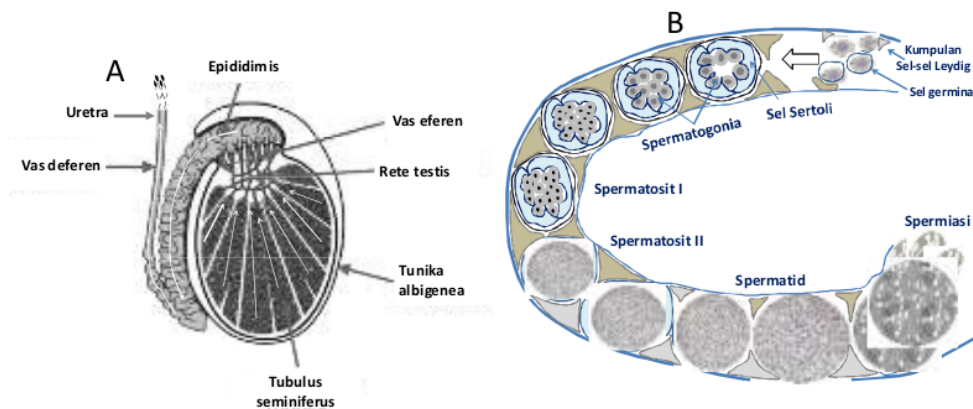 A
Epididimis
Uretra
Vas eferen
Vas deferen
Rete testis
Tunika
albigenea
Tubulus
seminiferus
B
Kumpulan
Sel-sel Leydig
Sel germina
Sel Sertoli
Spermatogonia
Spermatosit I
Spermatosit II
Spermatid
Spermiasi